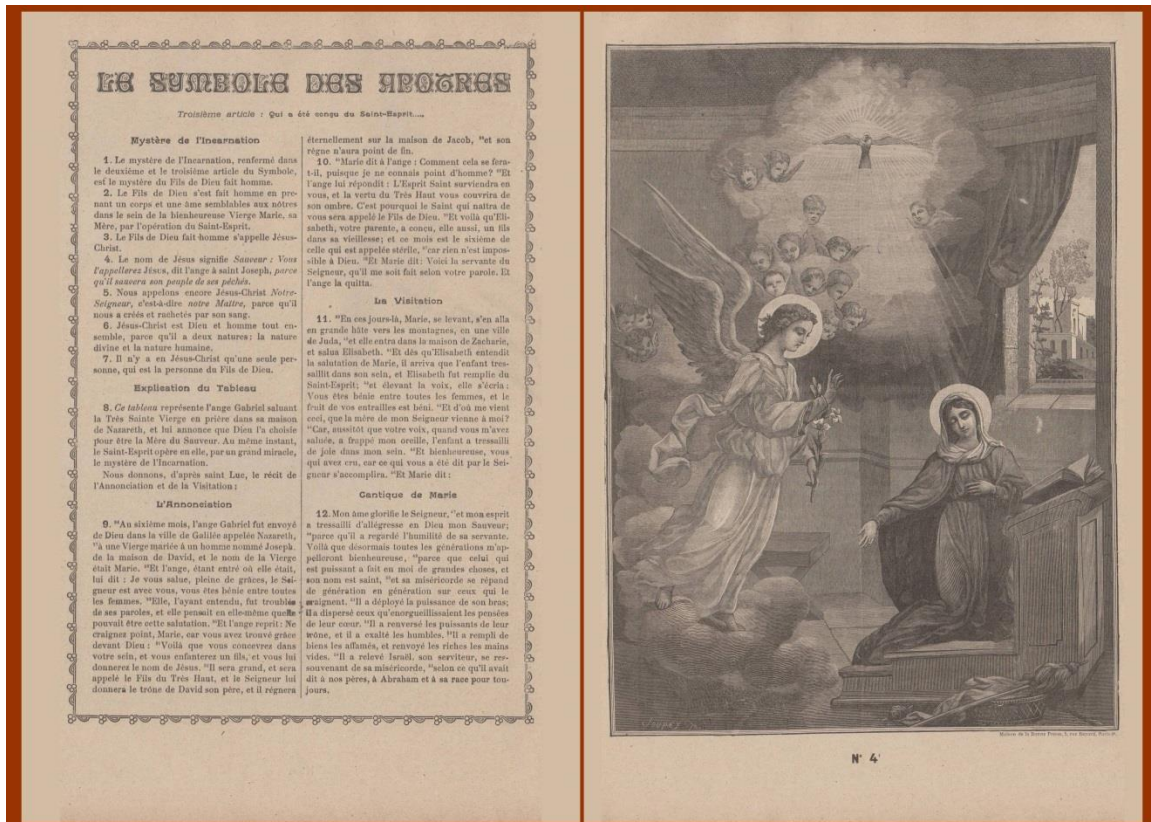 LE SYMBOLE DES APOTRES
Troisième article : Qui a été conçu du Saint-Esprit....
Mystère de l'Incarnation
1. Le mystère de l'Incarnation, renfermé dans
le deuxième et le troisième article du Symbole,
est le mystère du Fils de Dieu fait homme.
2. Le Fils de Dieu s'est fait homme en pre-
nant un corps et une âme semblables aux nôtres
dans le sein de la bienheureuse Vierge Marie, sa
Mère, par l'opération du Saint-Esprit.
3. Le Fils de Dieu fait homme s'appelle Jésus-
Christ.
4. Le nom de Jésus signifie Sauveur : Vous
l'appellerez Jésus, dit l'ange à saint Joseph, parce
qu'il sauvera son peuple de ses péchés.
5. Nous appelons encore Jésus-Christ Notre-
Seigneur, c'est-à-dire notre Maître, parce qu'il
nous a créés et rachetés par son sang.
6. Jésus-Christ est Dieu et homme tout en-
semble, parce qu'il a deux natures : la nature
divine et la nature humaine.
7. Il n'y a en Jésus-Christ qu'une seule per-
sonne, qui est la personne du Fils de Dieu.
Explication du Tableau
8. Ce tableau représente l'ange Gabriel saluant
la Très Sainte Vierge en prière dans sa maison
de Nazareth, et lui annonce que Dieu l'a choisie
pour être la Mère du Sauveur. Au même instant,
le Saint-Esprit opère en elle, par un grand miracle,
le mystère de l'Incarnation.
Nous donnons, d'après saint Luc, le récit de
l'Annonciation et de la Visitation :
L'Annonciation
9. Au sixième mois, l'ange Gabriel fut envoyé
de Dieu dans la ville de Galilée appelée Nazareth,
à une Vierge mariée à un homme nommé Joseph,
de la maison de David, et le nom de la Vierge
était Marie. Et l'ange, étant entré où elle était,
lui dit : Je vous salue, pleine de grâces, le Sei-
gneur est avec vous, vous êtes bénie entre toutes
les femmes. Elle, l'ayant entendu, fut troublée
de ses paroles, et elle pensait en elle-même quelle
pouvait être cette salutation. Et l'ange reprit : Ne
craignez point, Marie, car vous avez trouvé grâce
devant Dieu : Voilà que vous concevrez dans
votre sein, et vous enfanterez un fils, et vous lui
donnerez le nom de Jésus. Il sera grand, et sera
appelé le Fils du Très Haut, et le Seigneur lui
donnera le trône de David son père, et il régnera
éternellement sur la maison de Jacob, et son
règne n'aura point de fin.
10. Marie dit à l'ange : Comment cela se fera-
t-il, puisque je ne connais point d'homme ? Et
l'ange lui répondit : L'Esprit Saint surviendra en
vous, et la vertu du Très Haut vous couvrira de
son ombre. C'est pourquoi le Saint qui naîtra de
vous sera appelé le Fils de Dieu. Et voilà qu'Eli-
sabeth, votre parente, a conçu, elle aussi, un fils
dans sa vieillesse ; et ce mois est le sixième de
celle qui est appelée stérile, car rien n'est impos-
sible à Dieu. Et Marie dit : Voici la servante du
Seigneur, qu'il me soit fait selon votre parole. Et
l'ange la quitta.
La Visitation
11. En ces jours-là, Marie, se levant, s'en alla
en grande hâte vers les montagnes, en une ville
de Juda, et elle entra dans la maison de Zacharie,
et salua Elisabeth. Et dès qu'Elisabeth entendit
la salutation de Marie, il arriva que l'enfant tres-
saillit dans son sein, et Elisabeth fut remplie du
Saint-Esprit ; et élevant la voix, elle s'écria :
Vous êtes bénie entre toutes les femmes, et le
fruit de vos entrailles est béni. Et d'où me vient
ceci, que la mère de mon Seigneur vienne à moi ?
Car, aussitôt que votre voix, quand vous m'avez
saluée, a frappé mon oreille, l'enfant a tressailli
de joie dans mon sein. Et bienheureuse, vous
qui avez cru, car ce qui vous a été dit par le Sei-
gneur s'accomplira. Et Marie dit :
Cantique de Marie
12. Mon âme glorifie le Seigneur, et mon esprit
a tressailli d'allégresse en Dieu mon Sauveur ;
parce qu'il a regardé l'humilité de sa servante.
Voilà que désormais toutes les générations m'ap-
pelleront bienheureuse, parce que celui qui
est puissant a fait en moi de grandes choses, et
son nom est saint, et sa miséricorde se répand
de génération en génération sur ceux qui le
craignent. Il a déployé la puissance de son bras ;
il a dispersé ceux qu'enorgueillissaient les pensées
de leur cœur. Il a renversé les puissants de leur
trône, et il a exalté les humbles. Il a rempli de
biens les affamés, et renvoyé les riches les mains
vides. Il a relevé Israël, son serviteur, se res-
souvenant de sa miséricorde, selon ce qu'il avait
dit à nos pères, à Abraham et à sa race pour tou-
jours.
Maison de la Bonne Presse, 5, rue Bayard, Paris.
N° 4